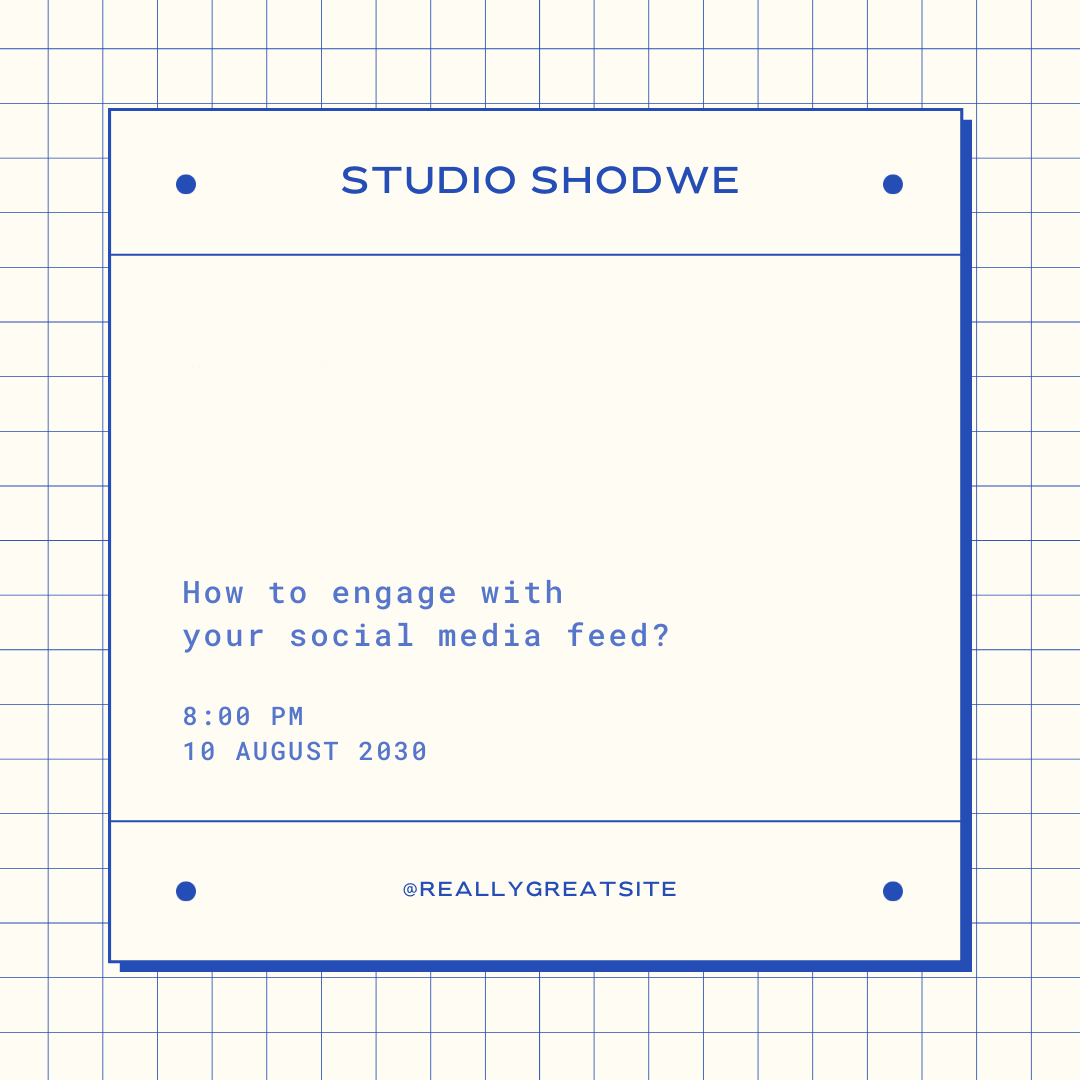 STUDIO SHODWE
How to engage with
your social media feed?
8:00 PM
10 AUGUST 2030
@REALLYGREATSITE